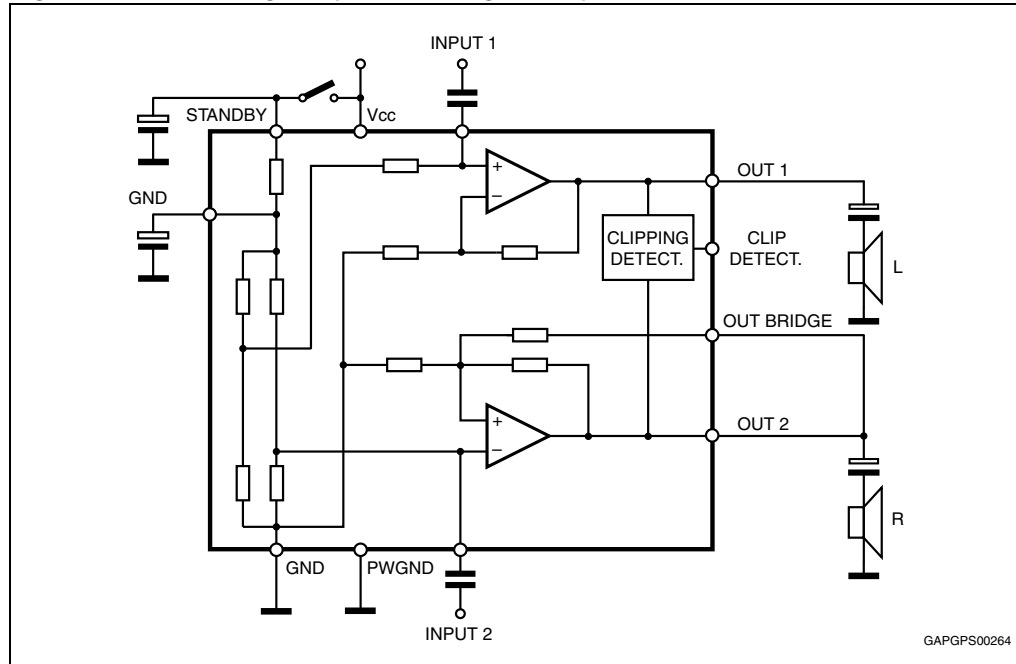 INPUT 1
STANDBY
Vcc
GND
+
−
OUT 1
CLIPPING
DETECT.
CLIP
DETECT.
L
OUT BRIDGE
+
−
OUT 2
R
GND
PWGND
INPUT 2
GAPGPS00264